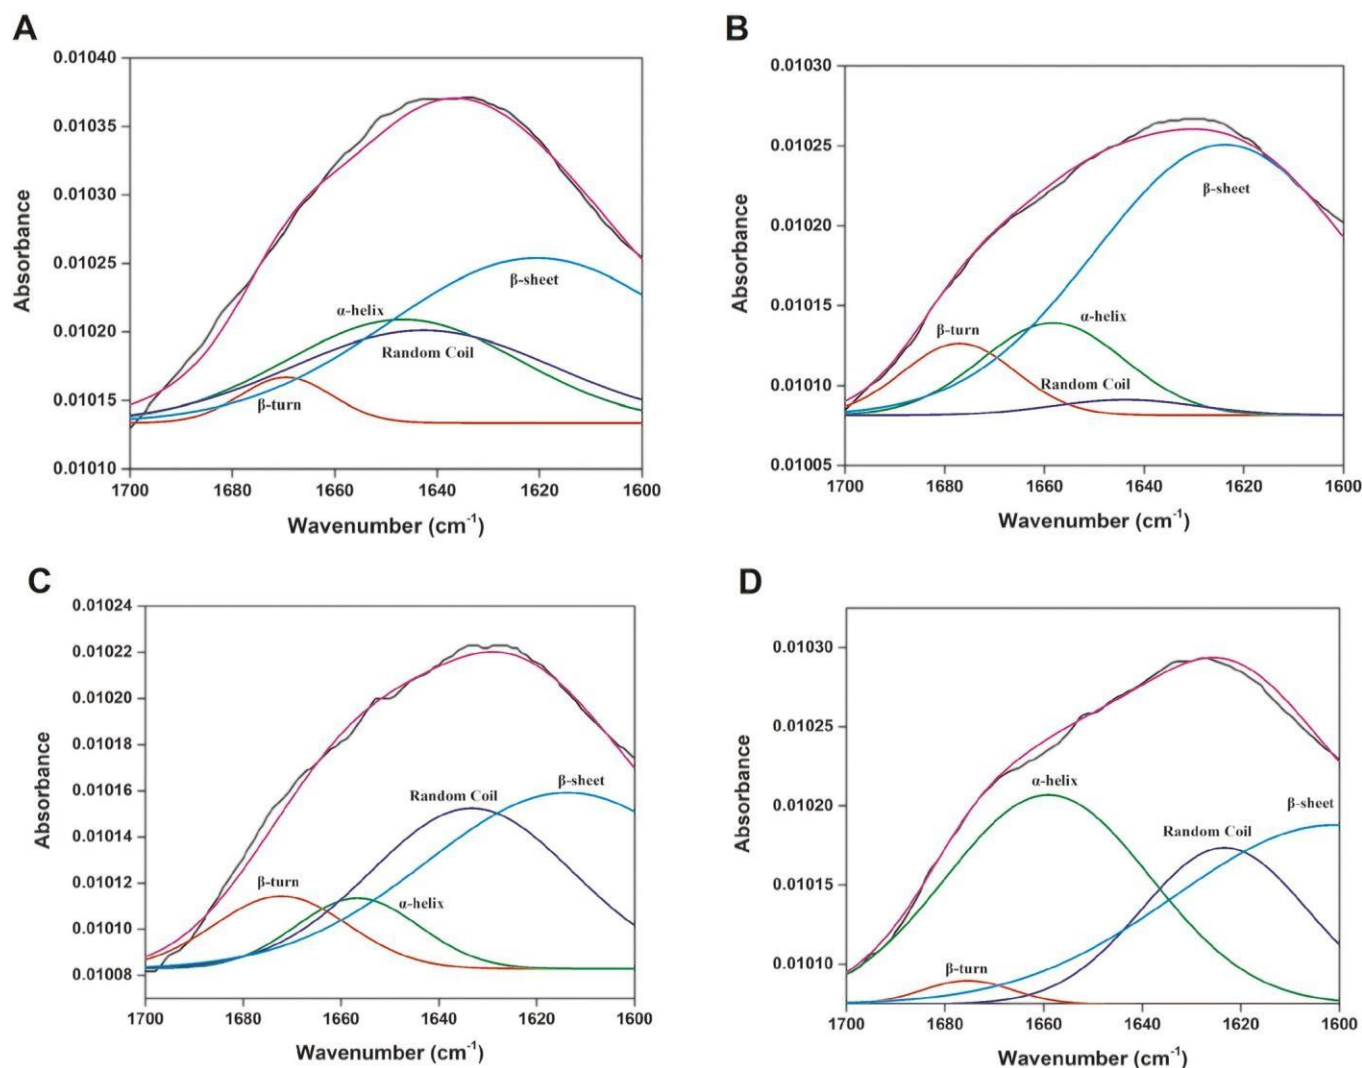 A
0.01040
0.01035
0.01030
0.01025
0.01020
0.01015
0.01010
Absorbance
β-sheet
α-helix
Random Coil
β-turn
1700 1680 1660 1640 1620 1600
Wavenumber (cm⁻¹)
B
0.01030
0.01025
0.01020
0.01015
0.01010
0.01005
Absorbance
β-sheet
α-helix
β-turn
Random Coil
1700 1680 1660 1640 1620 1600
Wavenumber (cm⁻¹)
C
0.01024
0.01022
0.01020
0.01018
0.01016
0.01014
0.01012
0.01010
0.01008
Absorbance
β-sheet
Random Coil
β-turn
α-helix
1700 1680 1660 1640 1620 1600
Wavenumber (cm⁻¹)
D
0.01030
0.01025
0.01020
0.01015
0.01010
Absorbance
α-helix
β-sheet
Random Coil
β-turn
1700 1680 1660 1640 1620 1600
Wavenumber (cm⁻¹)